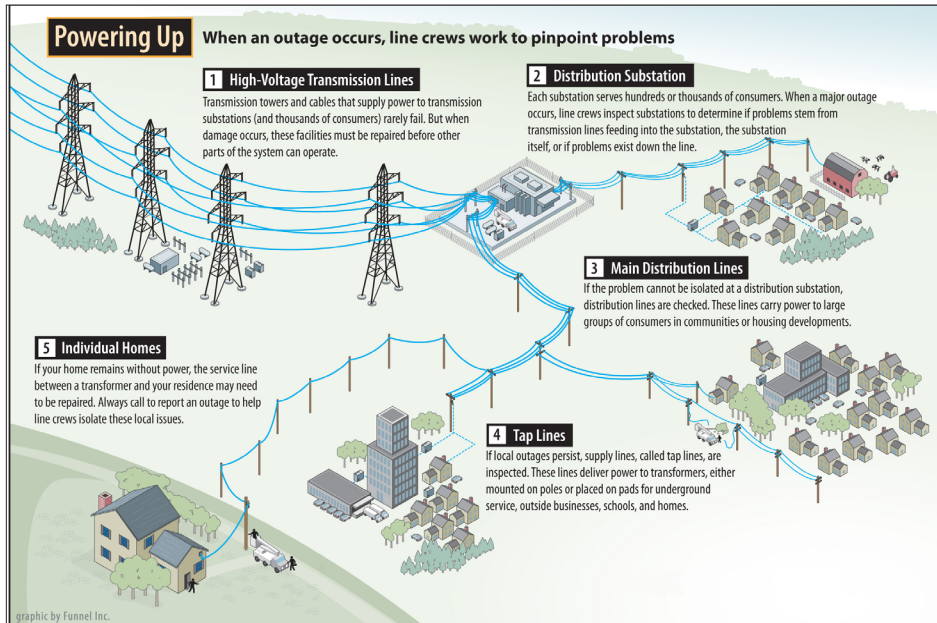 Powering Up
When an outage occurs, line crews work to pinpoint problems
1 High-Voltage Transmission Lines
Transmission towers and cables that supply power to transmission
substations (and thousands of consumers) rarely fail. But when
damage occurs, these facilities must be repaired before other
parts of the system can operate.
2 Distribution Substation
Each substation serves hundreds or thousands of consumers. When a major outage
occurs, line crews inspect substations to determine if problems stem from
transmission lines feeding into the substation, the substation
itself, or if problems exist down the line.
3 Main Distribution Lines
If the problem cannot be isolated at a distribution substation,
distribution lines are checked. These lines carry power to large
groups of consumers in communities or housing developments.
5 Individual Homes
If your home remains without power, the service line
between a transformer and your residence may need
to be repaired. Always call to report an outage to help
line crews isolate these local issues.
4 Tap Lines
If local outages persist, supply lines, called tap lines, are
inspected. These lines deliver power to transformers, either
mounted on poles or placed on pads for underground
service, outside businesses, schools, and homes.
graphic by Funnel Inc.